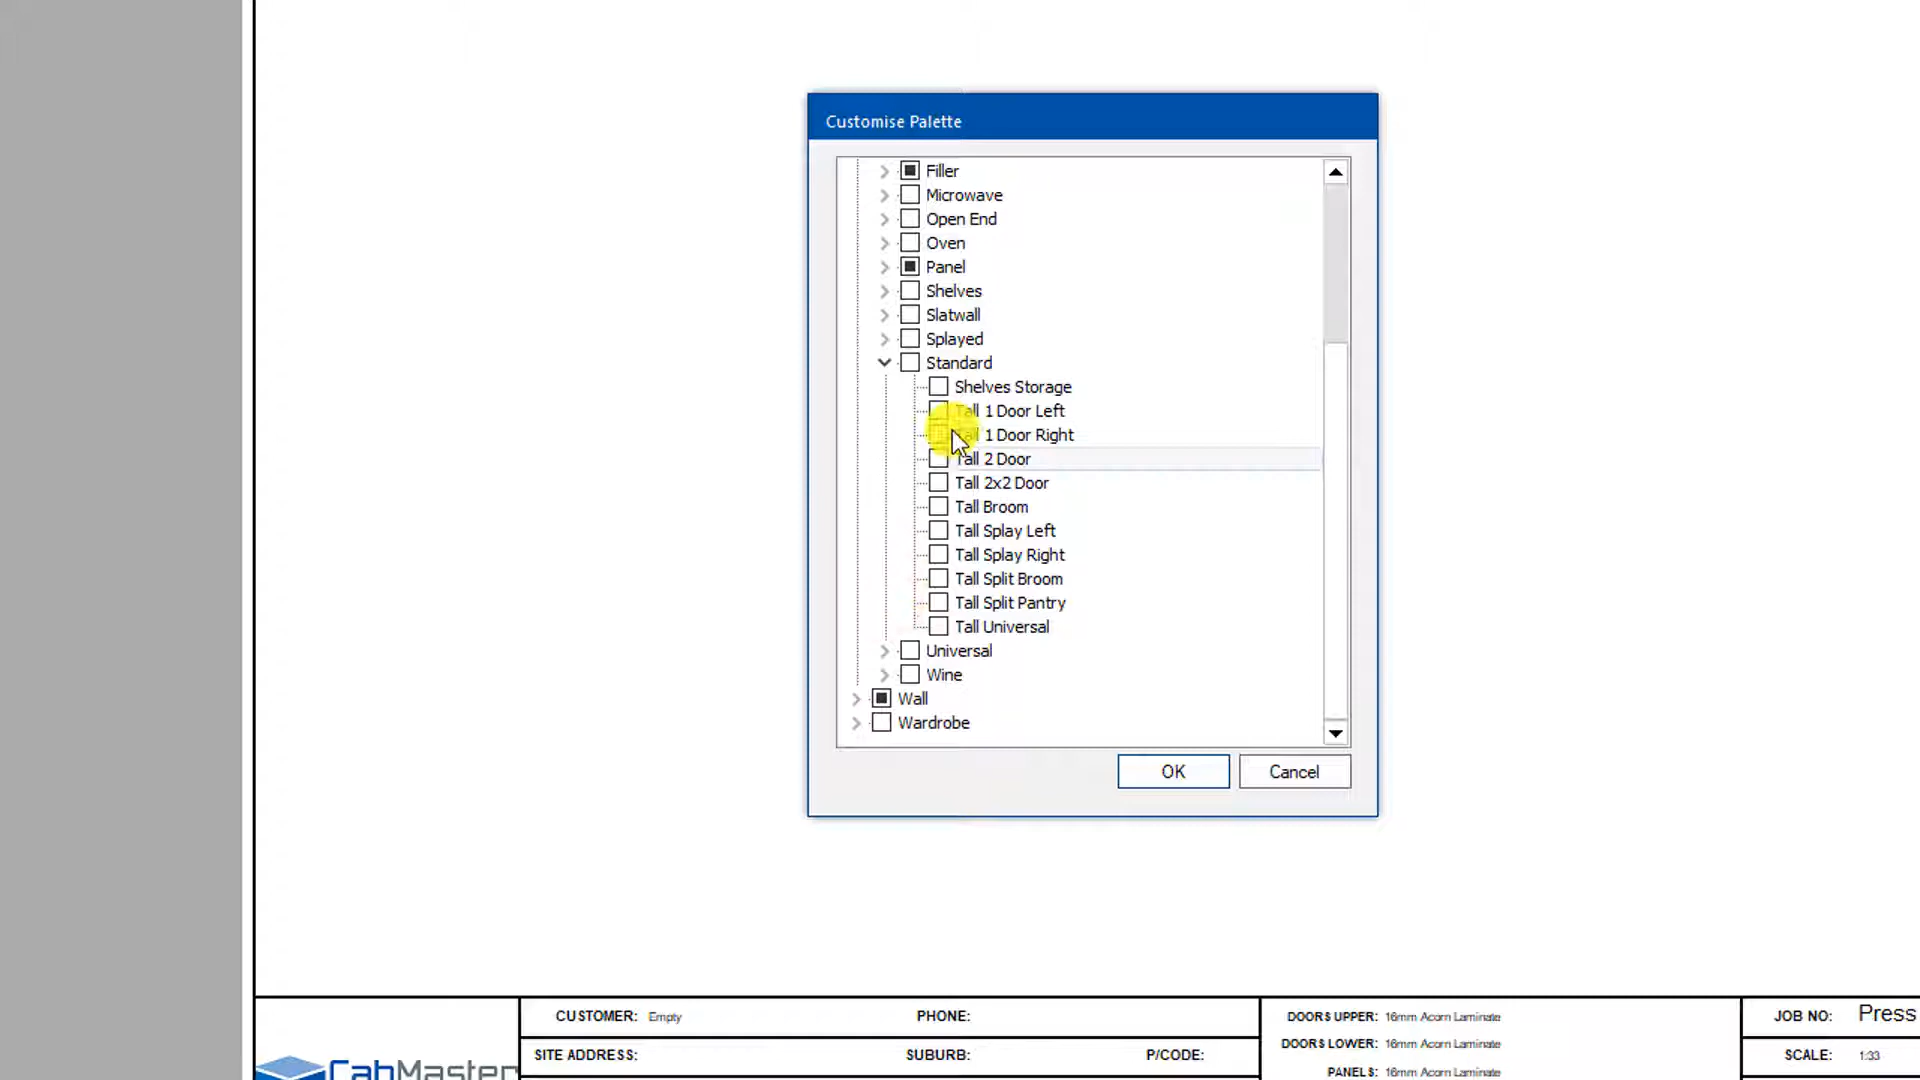 Customise Palette
Filler
Microwave
Open End
Oven
Panel
Shelves
Slatwall
Splayed
Standard
Shelves Storage
Tall 1 Door Left
Tall 1 Door Right
Tall 2 Door
Tall 2x2 Door
Tall Broom
Tall Splay Left
Tall Splay Right
Tall Split Broom
Tall Split Pantry
Tall Universal
Universal
Wine
Wall
Wardrobe
OK Cancel
CUSTOMER: Empty PHONE: DOORS UPPER: 16mm Acorn Laminate JOB NO: Press
DOORS LOWER: 16mm Acorn Laminate
SITE ADDRESS: SUBURB: P/CODE: SCALE: 1:33
CabMaster PANELS: 16mm Acorn Laminate